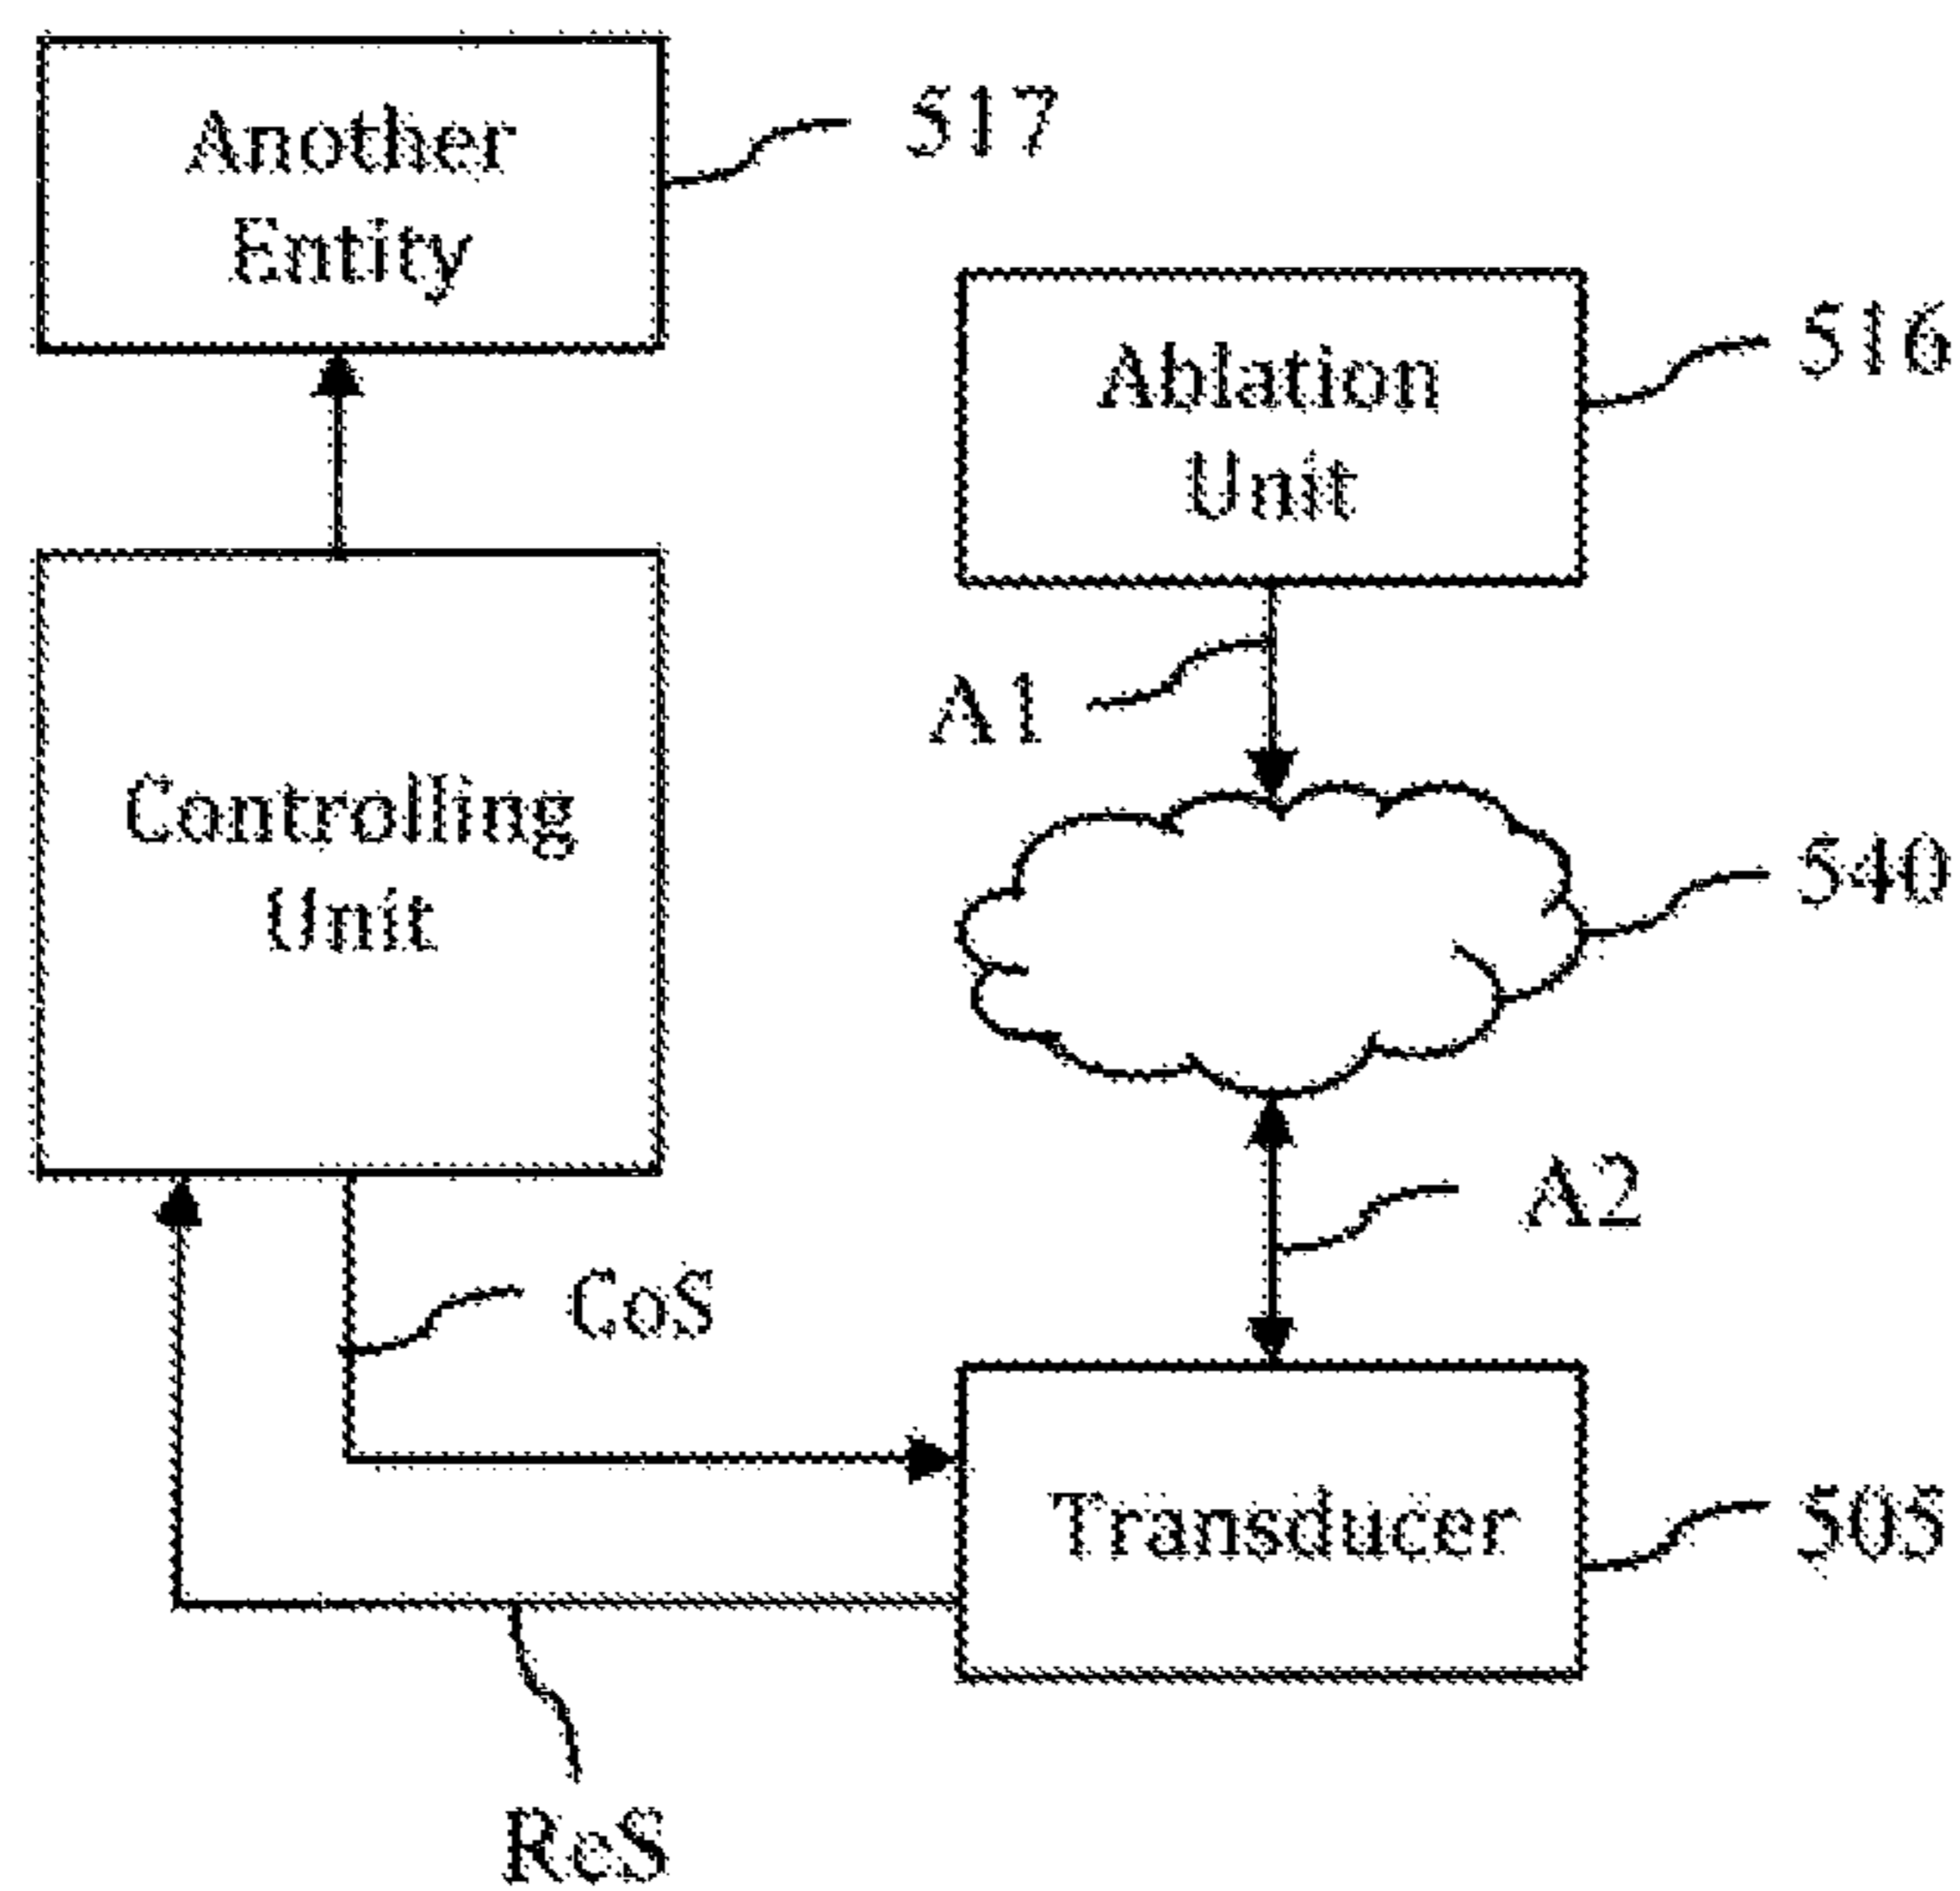 Another
Entity
517
Ablation
Unit
516
A1
Controlling
Unit
540
A2
CoS
Transducer
505
ReS